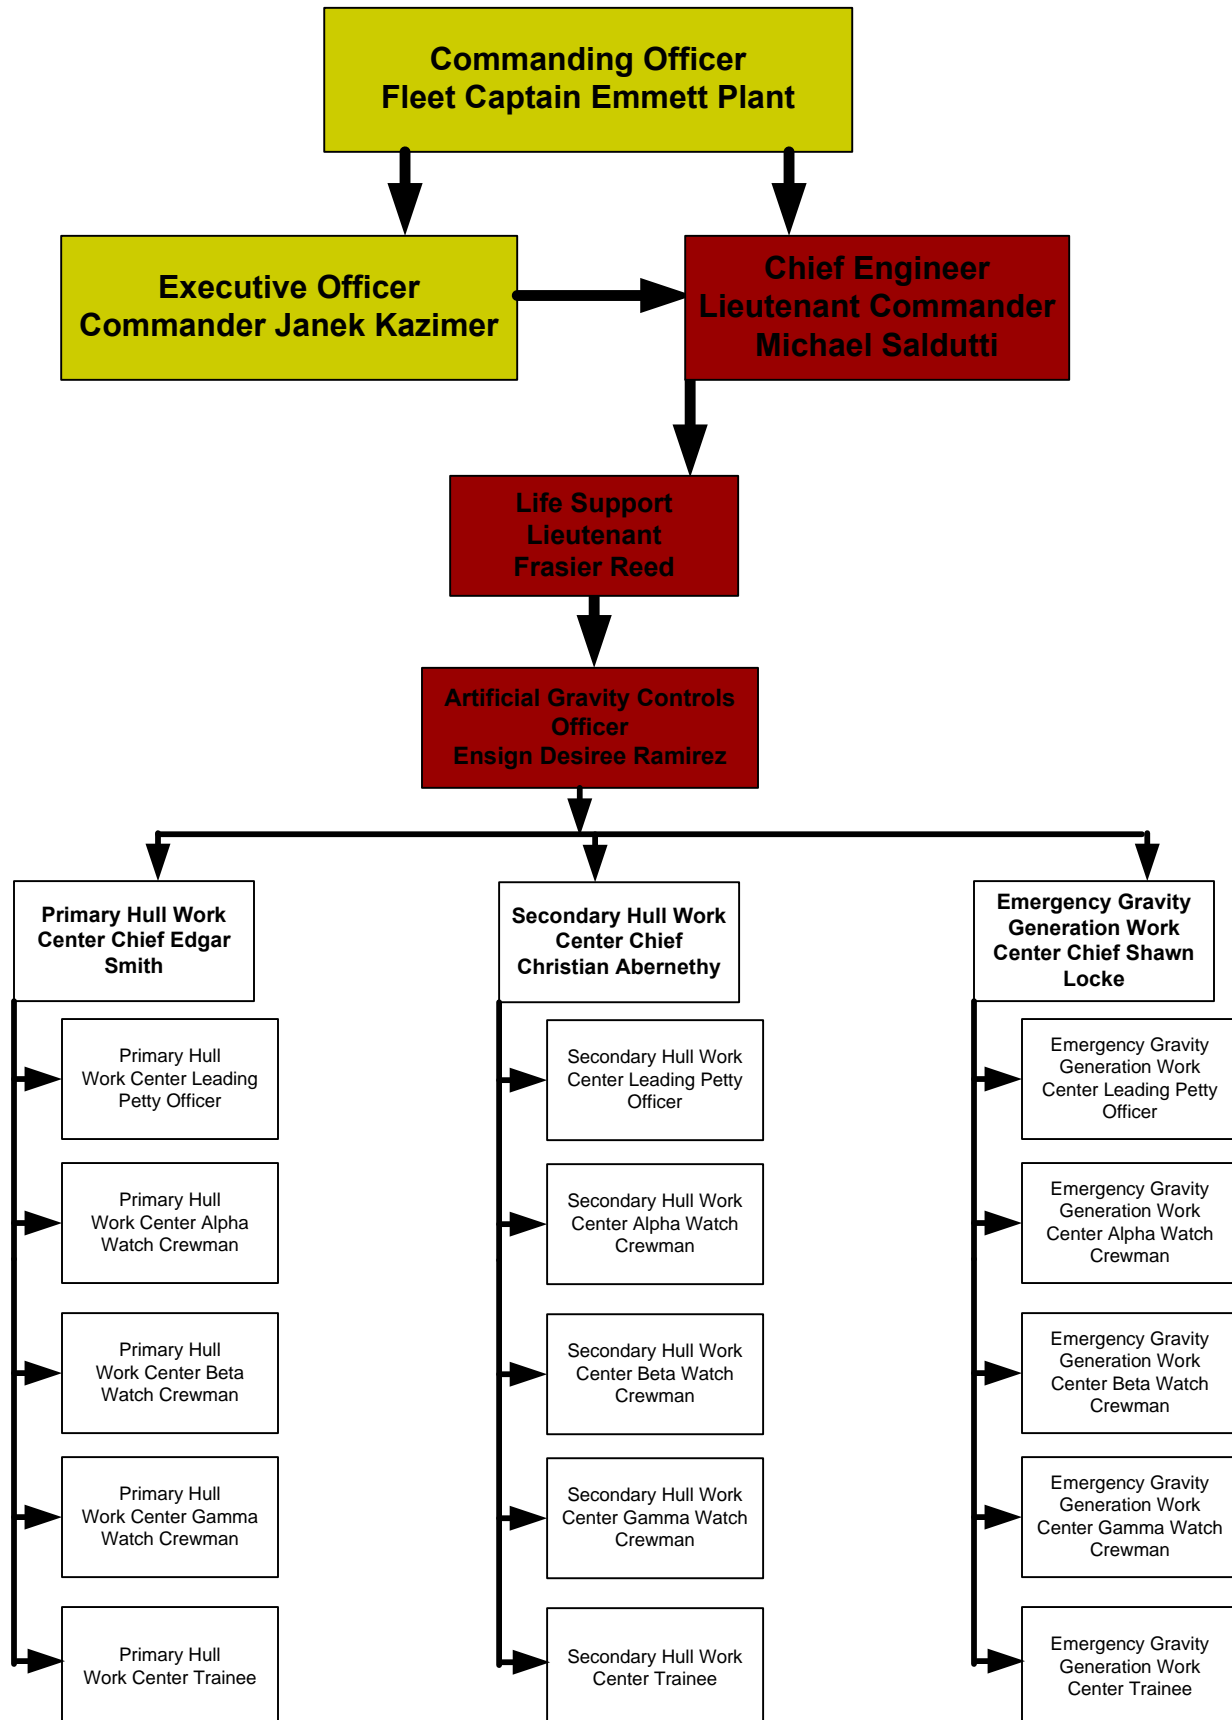 Commanding Officer
Fleet Captain Emmett Plant
Executive Officer
Commander Janek Kazimer
Chief Engineer
Lieutenant Commander
Michael Saldutti
Life Support
Lieutenant
Frasier Reed
Artificial Gravity Controls
Officer
Ensign Desiree Ramirez
Primary Hull Work
Center Chief Edgar
Smith
Primary Hull
Work Center Leading
Petty Officer
Primary Hull
Work Center Alpha
Watch Crewman
Primary Hull
Work Center Beta
Watch Crewman
Primary Hull
Work Center Gamma
Watch Crewman
Primary Hull
Work Center Trainee
Secondary Hull Work
Center Chief
Christian Abernethy
Secondary Hull Work
Center Leading Petty
Officer
Secondary Hull Work
Center Alpha Watch
Crewman
Secondary Hull Work
Center Beta Watch
Crewman
Secondary Hull Work
Center Gamma Watch
Crewman
Secondary Hull Work
Center Trainee
Emergency Gravity
Generation Work
Center Chief Shawn
Locke
Emergency Gravity
Generation Work
Center Leading Petty
Officer
Emergency Gravity
Generation Work
Center Alpha Watch
Crewman
Emergency Gravity
Generation Work
Center Beta Watch
Crewman
Emergency Gravity
Generation Work
Center Gamma Watch
Crewman
Emergency Gravity
Generation Work
Center Trainee